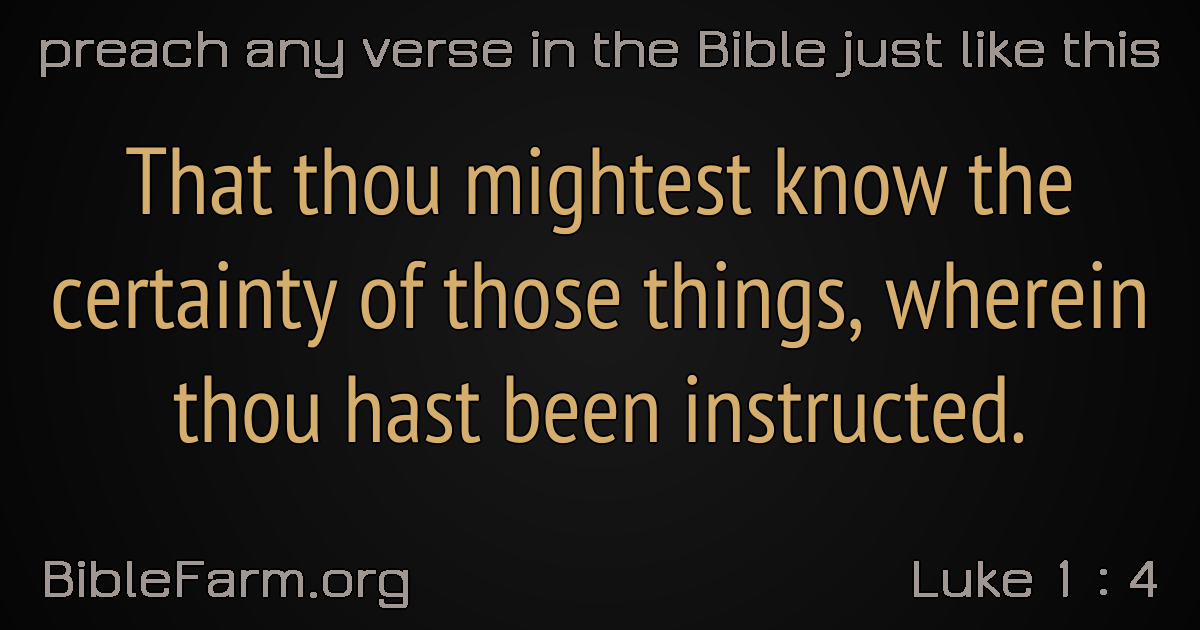 preach any verse in the Bible just like this
That thou mightest know the
certainty of those things, wherein
thou hast been instructed.
BibleFarm.org
Luke 1 : 4